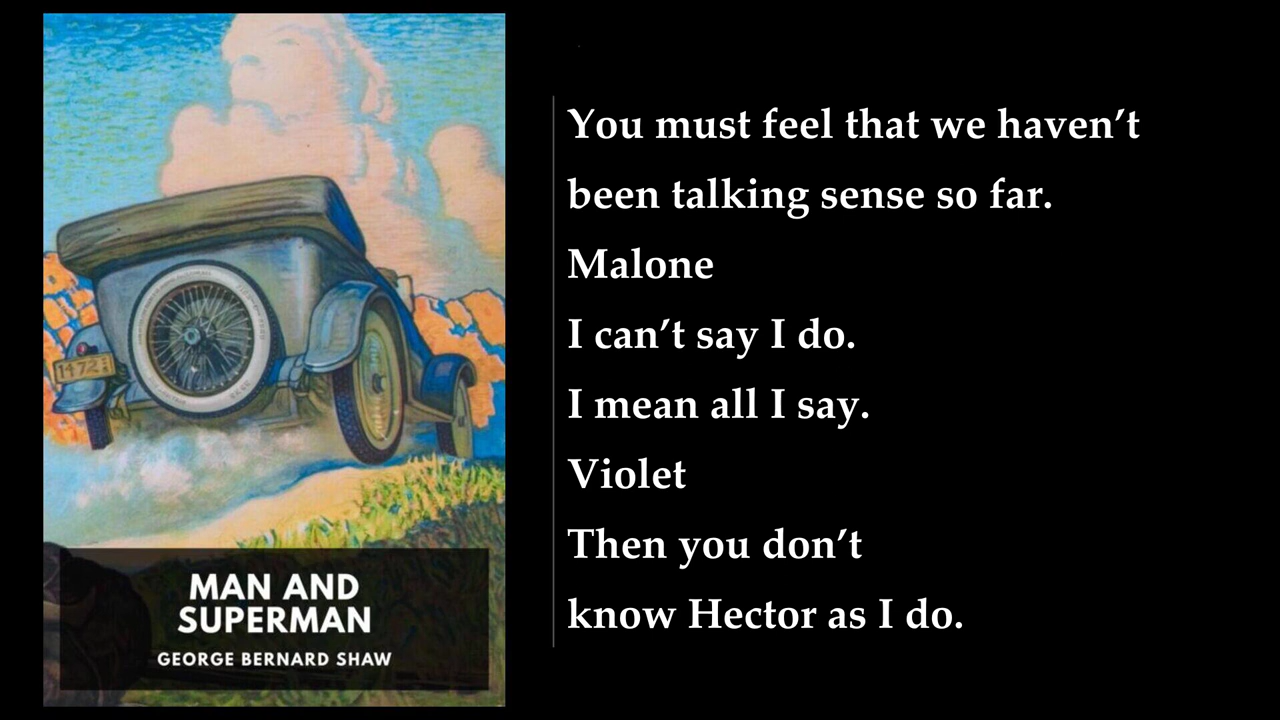 1472
MAN AND
SUPERMAN
GEORGE BERNARD SHAW
You must feel that we haven’t
been talking sense so far.
Malone
I can’t say I do.
I mean all I say.
Violet
Then you don’t
know Hector as I do.